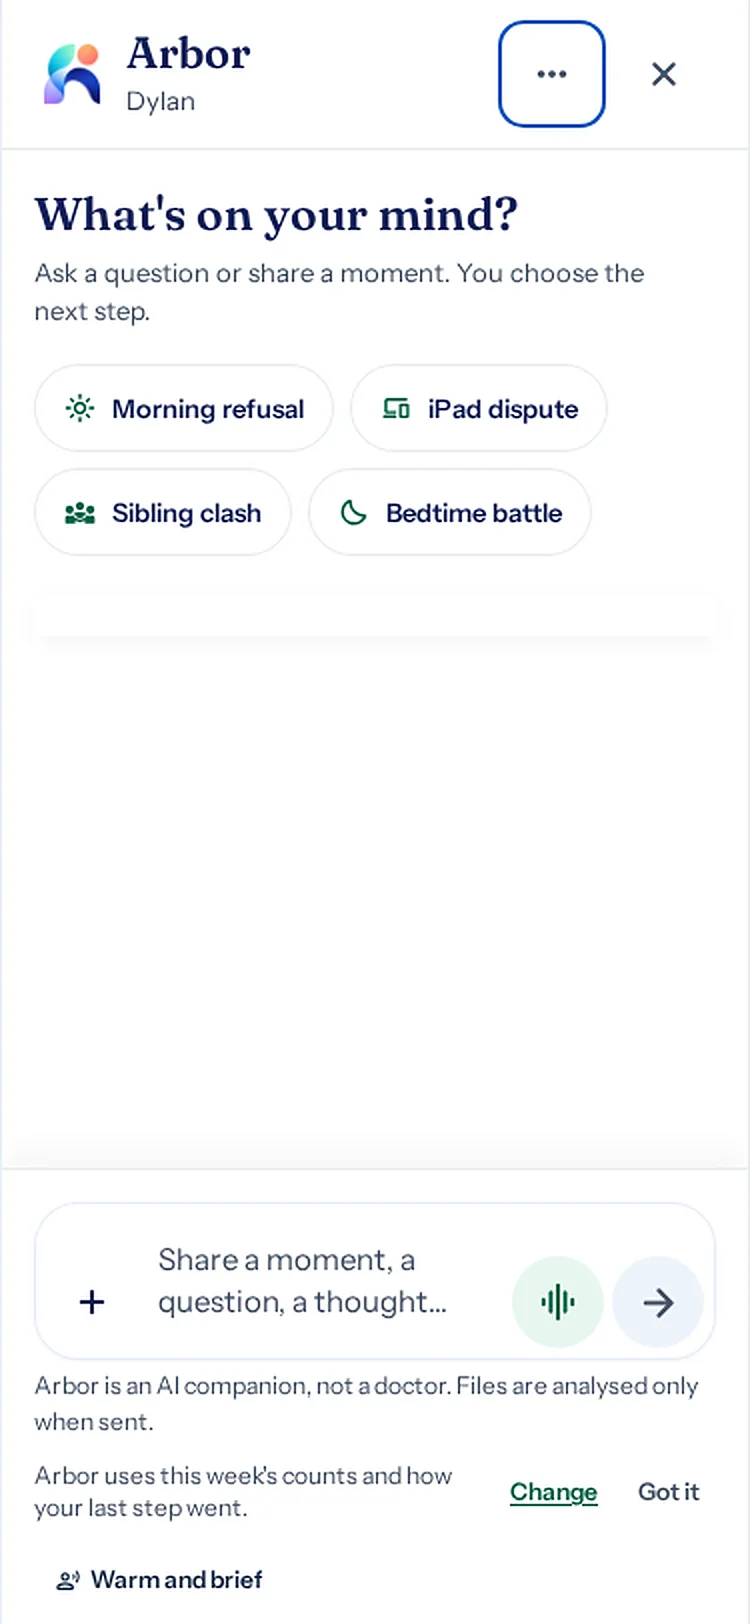 Arbor
Dylan
What's on your mind?
Ask a question or share a moment. You choose the
next step.
Morning refusal
iPad dispute
Sibling clash
Bedtime battle
Share a moment, a
question, a thought...
Arbor is an AI companion, not a doctor. Files are analysed only
when sent.
Arbor uses this week's counts and how
your last step went.
Change
Got it
Warm and brief